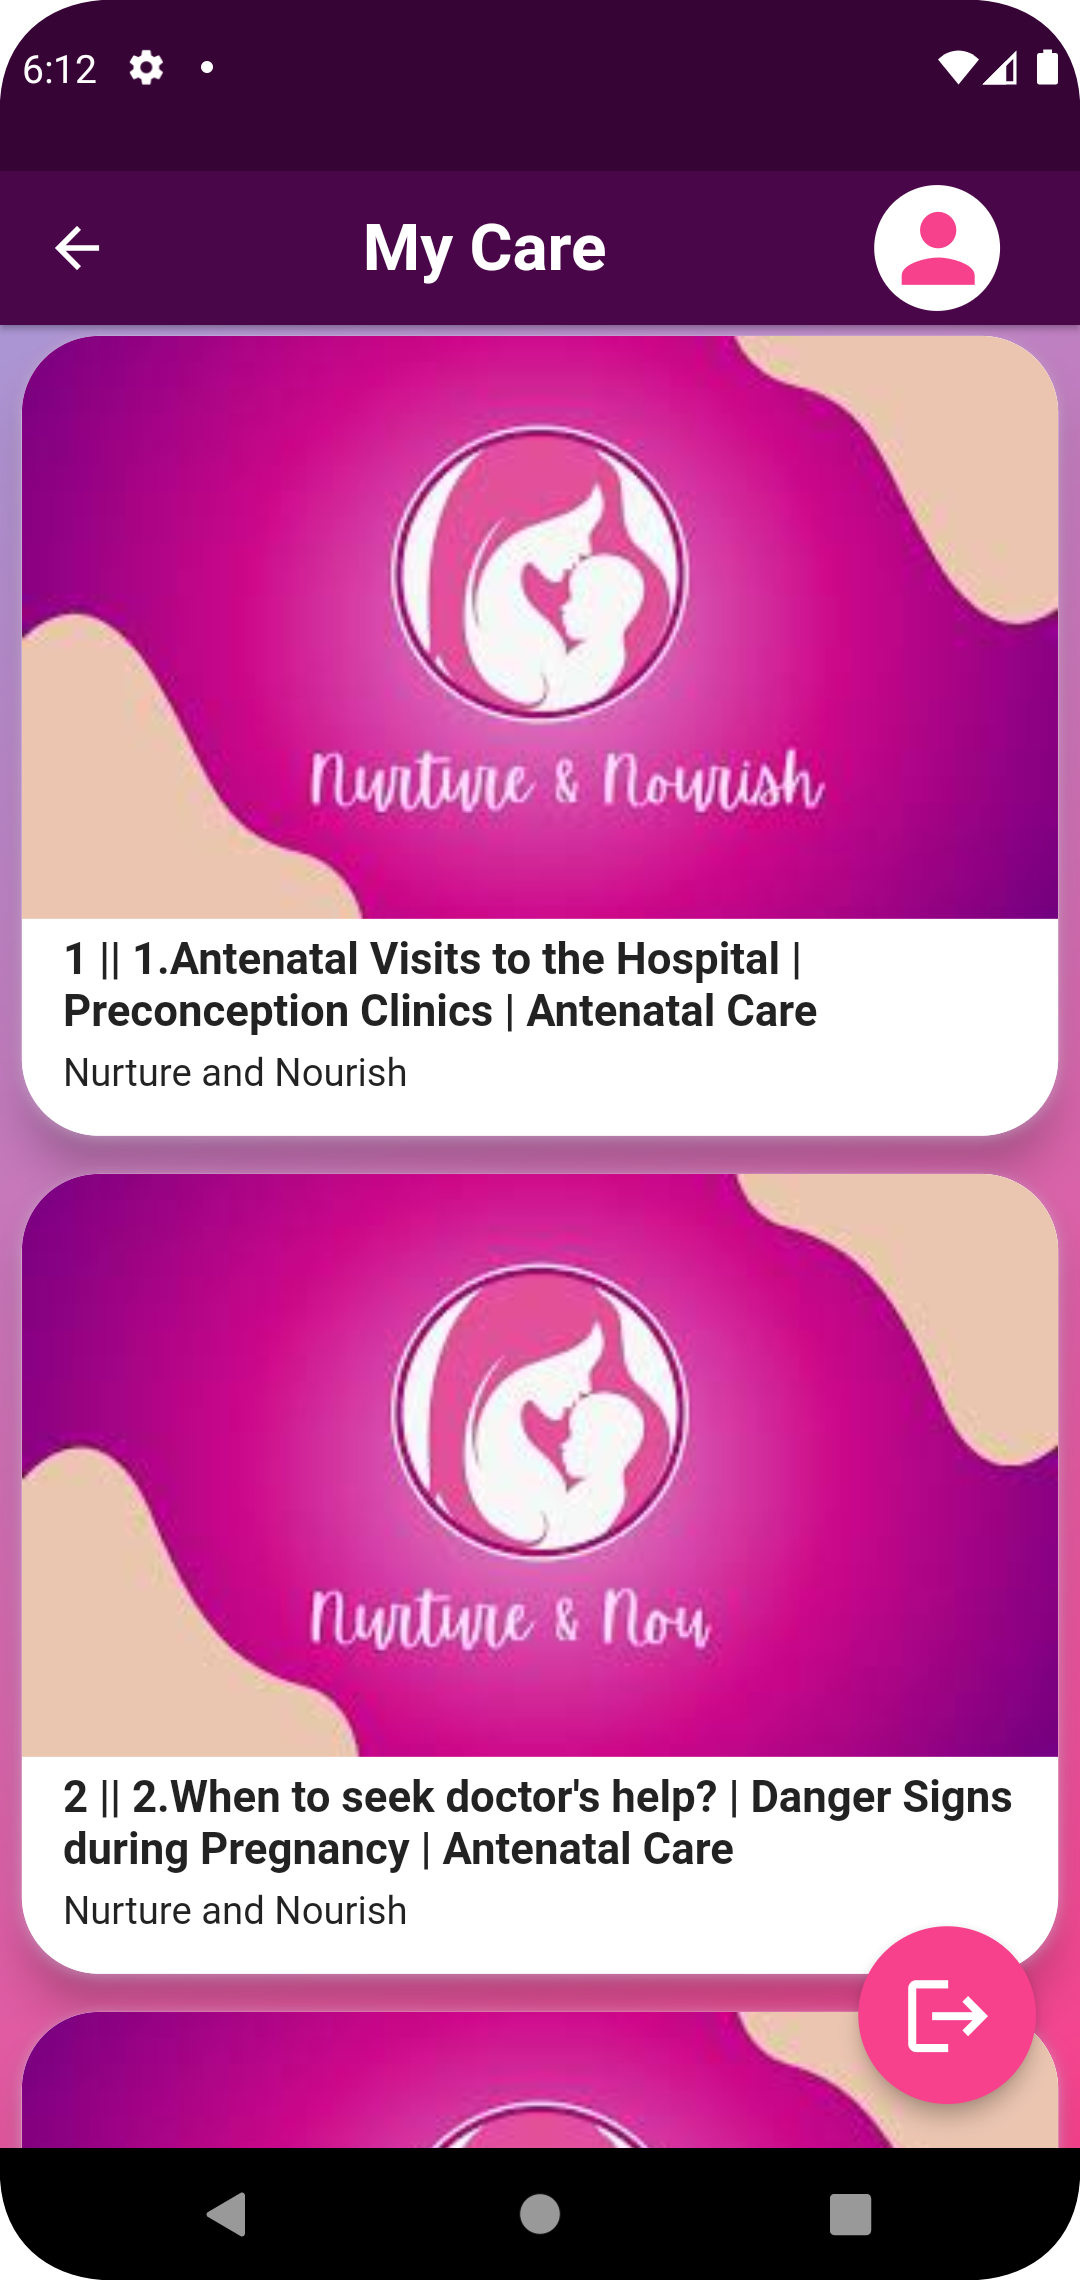 6:12
My Care
Nurture & Nourish
1 || 1.Antenatal Visits to the Hospital |
Preconception Clinics | Antenatal Care
Nurture and Nourish
Nurture & Nou
2 || 2.When to seek doctor's help? | Danger Signs
during Pregnancy | Antenatal Care
Nurture and Nourish